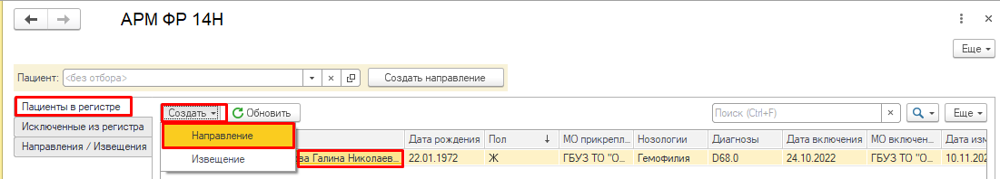 АРМ ФР 14Н
Еще
Пациент: <без отбора> Создать направление
Пациенты в регистре
Создать Обновить Поиск (Ctrl+F) Еще
Исключенные из регистра
Направление
Направления / Извещения
Извещение
Дата рождения Пол МО прикрепл... Нозологии Диагнозы Дата включения МО включен... Дата изм
ва Галина Николаев... 22.01.1972 Ж ГБУЗ ТО "О... Гемофилия D68.0 24.10.2022 ГБУЗ ТО "О... 10.11.202